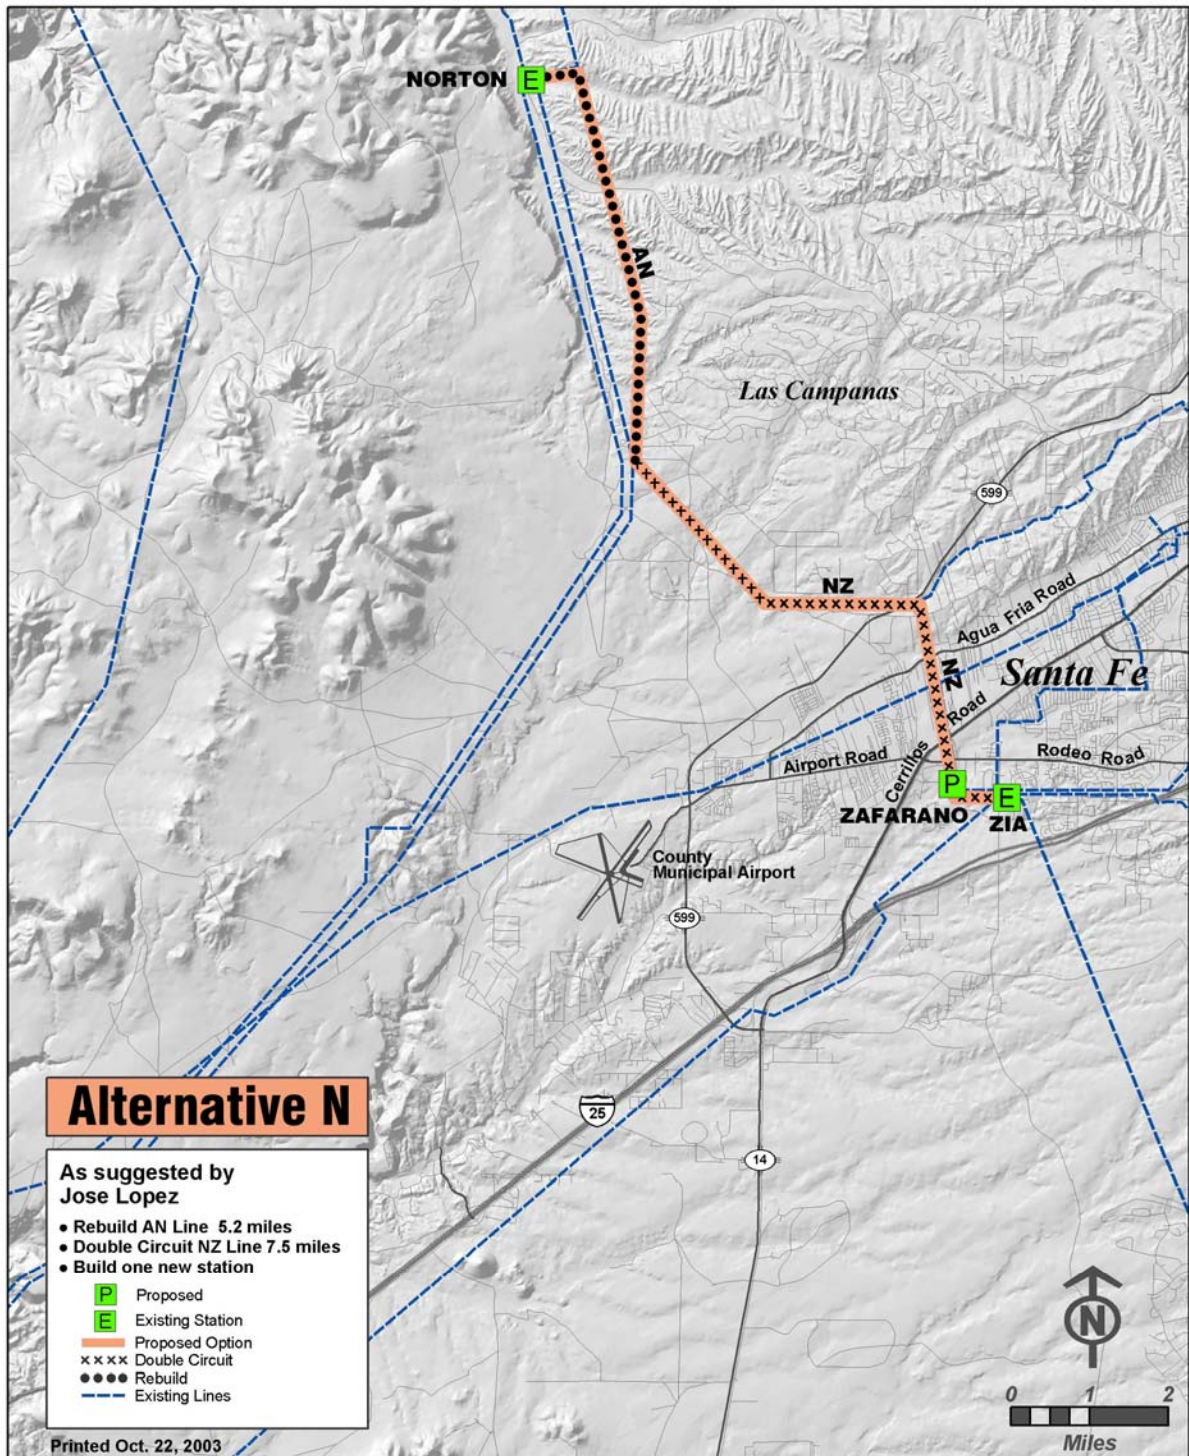 NORTON E
AN
Las Campanas
599
NZ
Agua Fria Road
NZ
Santa Fe
Cerrillos Road
Airport Road
Rodeo Road
P
E
ZAFARANO
ZIA
County
Municipal Airport
599
Alternative N
25
14
As suggested by
Jose Lopez
• Rebuild AN Line 5.2 miles
• Double Circuit NZ Line 7.5 miles
• Build one new station
P Proposed
E Existing Station
Proposed Option
Double Circuit
Rebuild
Existing Lines
N
0 1 2
Miles
Printed Oct. 22, 2003